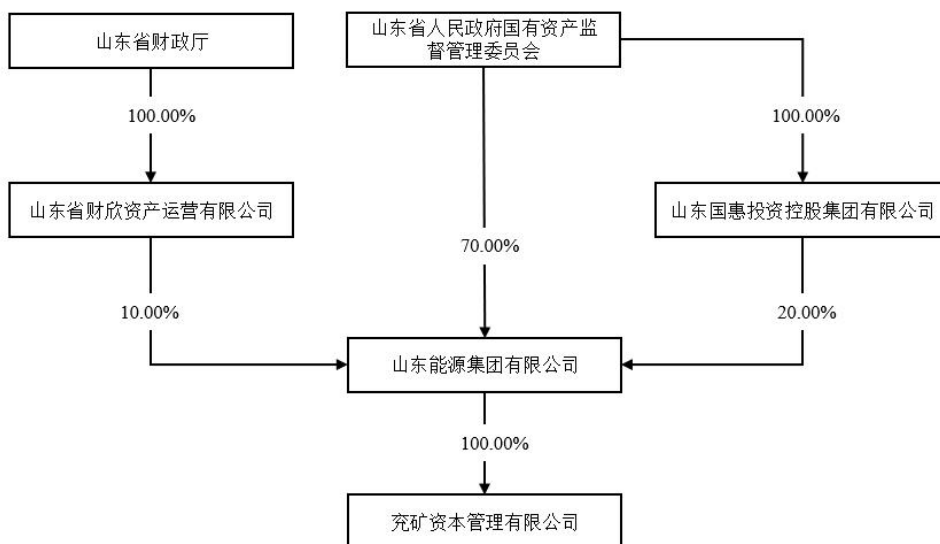 山东省财政厅
山东省人民政府国有资产监
督管理委员会
100.00%
100.00%
山东省财欣资产运营有限公司
山东国惠投资控股集团有限公司
70.00%
10.00%
20.00%
山东能源集团有限公司
100.00%
兖矿资本管理有限公司